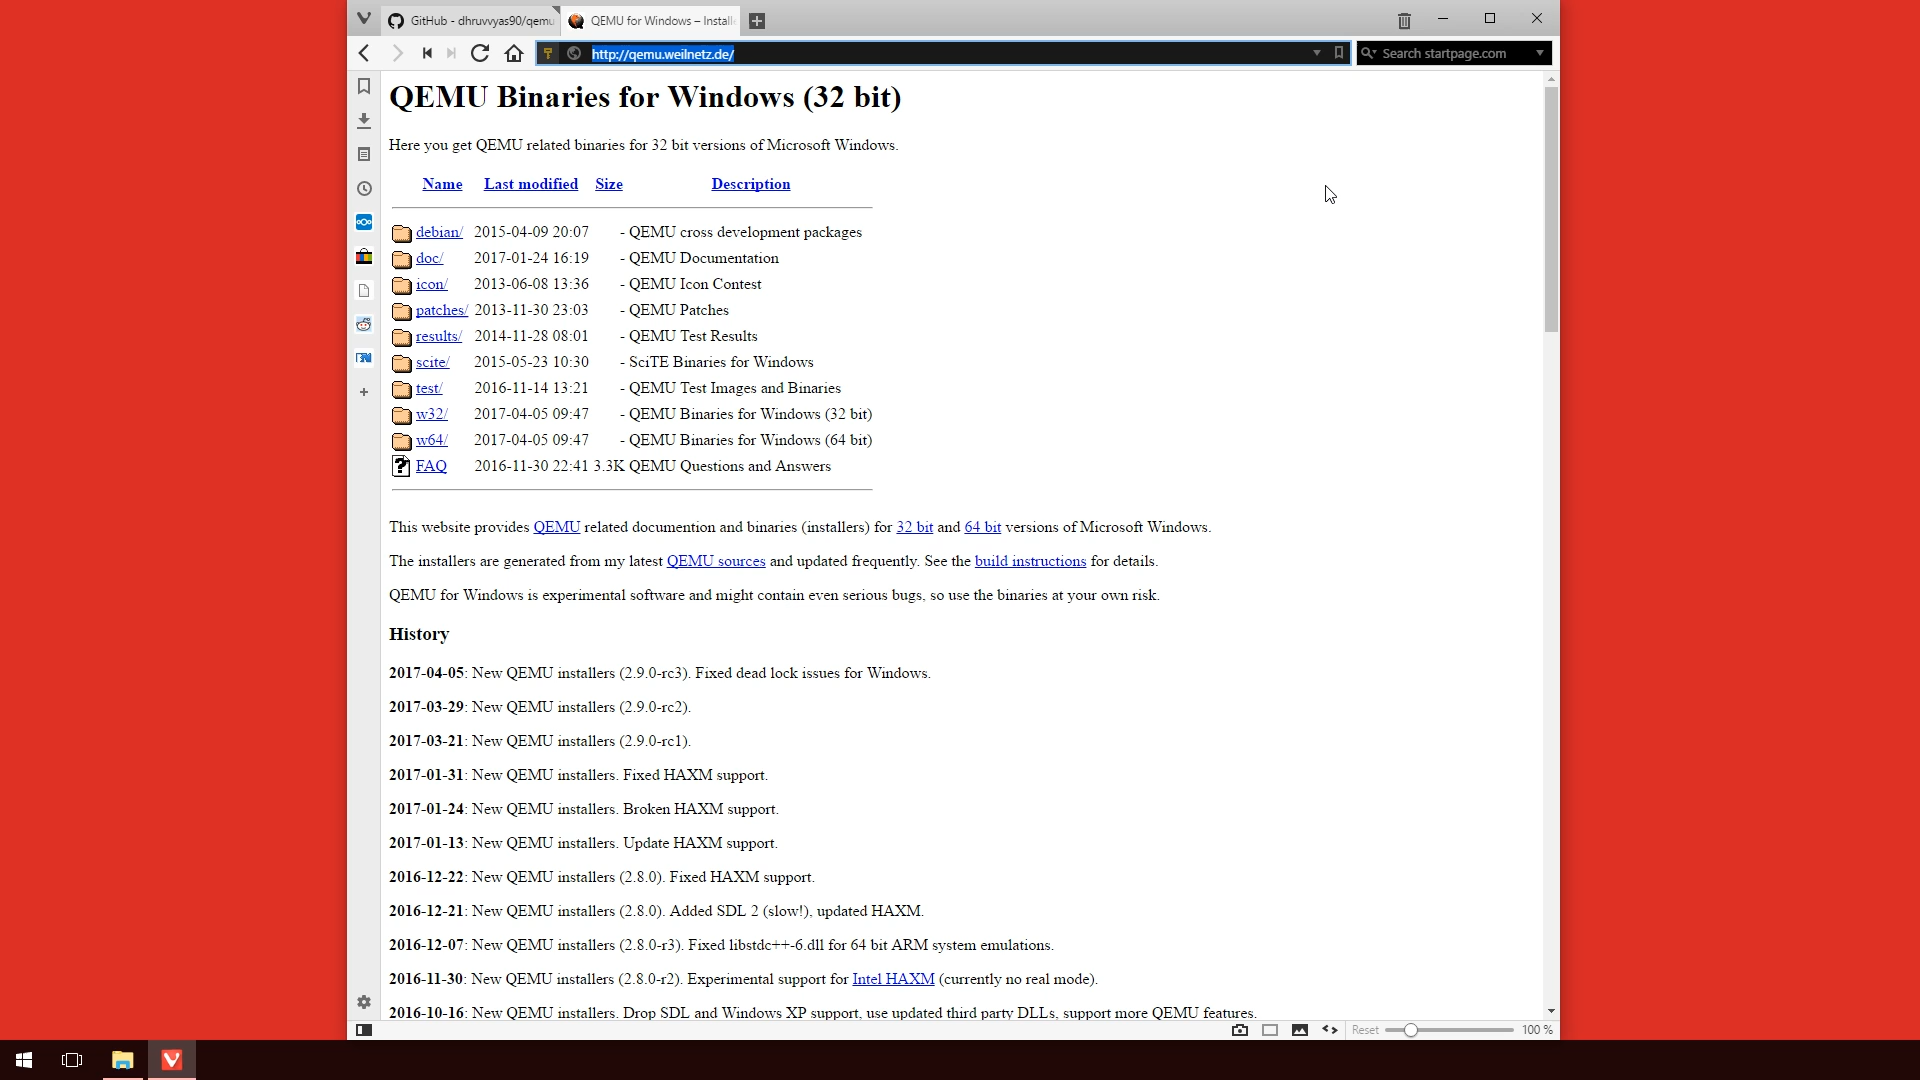 GitHub - dhruvvyas90/qemu
QEMU for Windows – Install
http://qemu.weilnetz.de/
Search startpage.com
QEMU Binaries for Windows (32 bit)
Here you get QEMU related binaries for 32 bit versions of Microsoft Windows.
Name Last modified Size Description
debian/ 2015-04-09 20:07 - QEMU cross development packages
doc/ 2017-01-24 16:19 - QEMU Documentation
icon/ 2013-06-08 13:36 - QEMU Icon Contest
patches/ 2013-11-30 23:03 - QEMU Patches
results/ 2014-11-28 08:01 - QEMU Test Results
scite/ 2015-05-23 10:30 - SciTE Binaries for Windows
test/ 2016-11-14 13:21 - QEMU Test Images and Binaries
w32/ 2017-04-05 09:47 - QEMU Binaries for Windows (32 bit)
w64/ 2017-04-05 09:47 - QEMU Binaries for Windows (64 bit)
FAQ 2016-11-30 22:41 3.3K QEMU Questions and Answers
This website provides QEMU related documention and binaries (installers) for 32 bit and 64 bit versions of Microsoft Windows.
The installers are generated from my latest QEMU sources and updated frequently. See the build instructions for details.
QEMU for Windows is experimental software and might contain even serious bugs, so use the binaries at your own risk.
History
2017-04-05: New QEMU installers (2.9.0-rc3). Fixed dead lock issues for Windows.
2017-03-29: New QEMU installers (2.9.0-rc2).
2017-03-21: New QEMU installers (2.9.0-rc1).
2017-01-31: New QEMU installers. Fixed HAXM support.
2017-01-24: New QEMU installers. Broken HAXM support.
2017-01-13: New QEMU installers. Update HAXM support.
2016-12-22: New QEMU installers (2.8.0). Fixed HAXM support.
2016-12-21: New QEMU installers (2.8.0). Added SDL 2 (slow!), updated HAXM.
2016-12-07: New QEMU installers (2.8.0-r3). Fixed libstdc++-6.dll for 64 bit ARM system emulations.
2016-11-30: New QEMU installers (2.8.0-r2). Experimental support for Intel HAXM (currently no real mode).
2016-10-16: New QEMU installers. Drop SDL and Windows XP support, use updated third party DLLs, support more QEMU features.
Reset 100 %